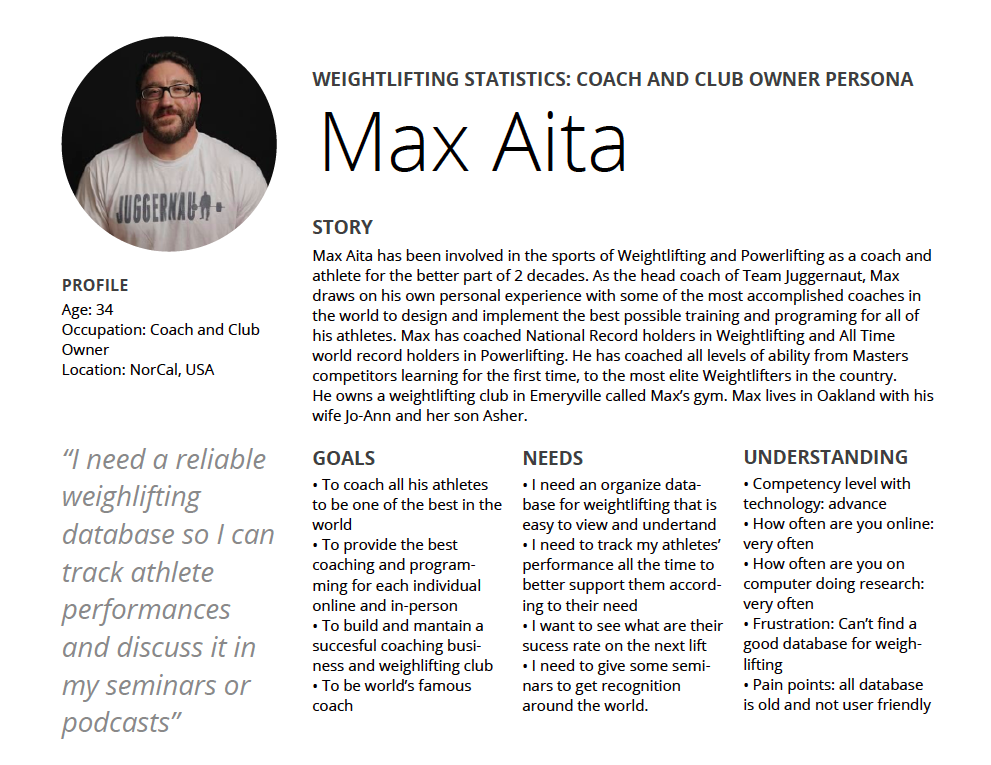 WEIGHTLIFTING STATISTICS: COACH AND CLUB OWNER PERSONA
Max Aita
JUGGERNAU
PROFILE
Age: 34
Occupation: Coach and Club
Owner
Location: NorCal, USA
“I need a reliable
weighlifting
database so I can
track athlete
performances
and discuss it in
my seminars or
podcasts”
STORY
Max Aita has been involved in the sports of Weightlifting and Powerlifting as a coach and
athlete for the better part of 2 decades. As the head coach of Team Juggernaut, Max
draws on his own personal experience with some of the most accomplished coaches in
the world to design and implement the best possible training and programing for all of
his athletes. Max has coached National Record holders in Weightlifting and All Time
world record holders in Powerlifting. He has coached all levels of ability from Masters
competitors learning for the first time, to the most elite Weightlifters in the country.
He owns a weightlifting club in Emeryville called Max’s gym. Max lives in Oakland with his
wife Jo-Ann and her son Asher.
GOALS
• To coach all his athletes
to be one of the best in the
world
• To provide the best
coaching and program-
ming for each individual
online and in-person
• To build and mantain a
succesful coaching busi-
ness and weighlifting club
• To be world’s famous
coach
NEEDS
• I need an organize data-
base for weightlifting that is
easy to view and undertand
• I need to track my athletes’
performance all the time to
better support them accord-
ing to their need
• I want to see what are their
sucess rate on the next lift
• I need to give some semi-
nars to get recognition
around the world.
UNDERSTANDING
• Competency level with
technology: advance
• How often are you online:
very often
• How often are you on
computer doing research:
very often
• Frustration: Can’t find a
good database for weigh-
lifting
• Pain points: all database
is old and not user friendly